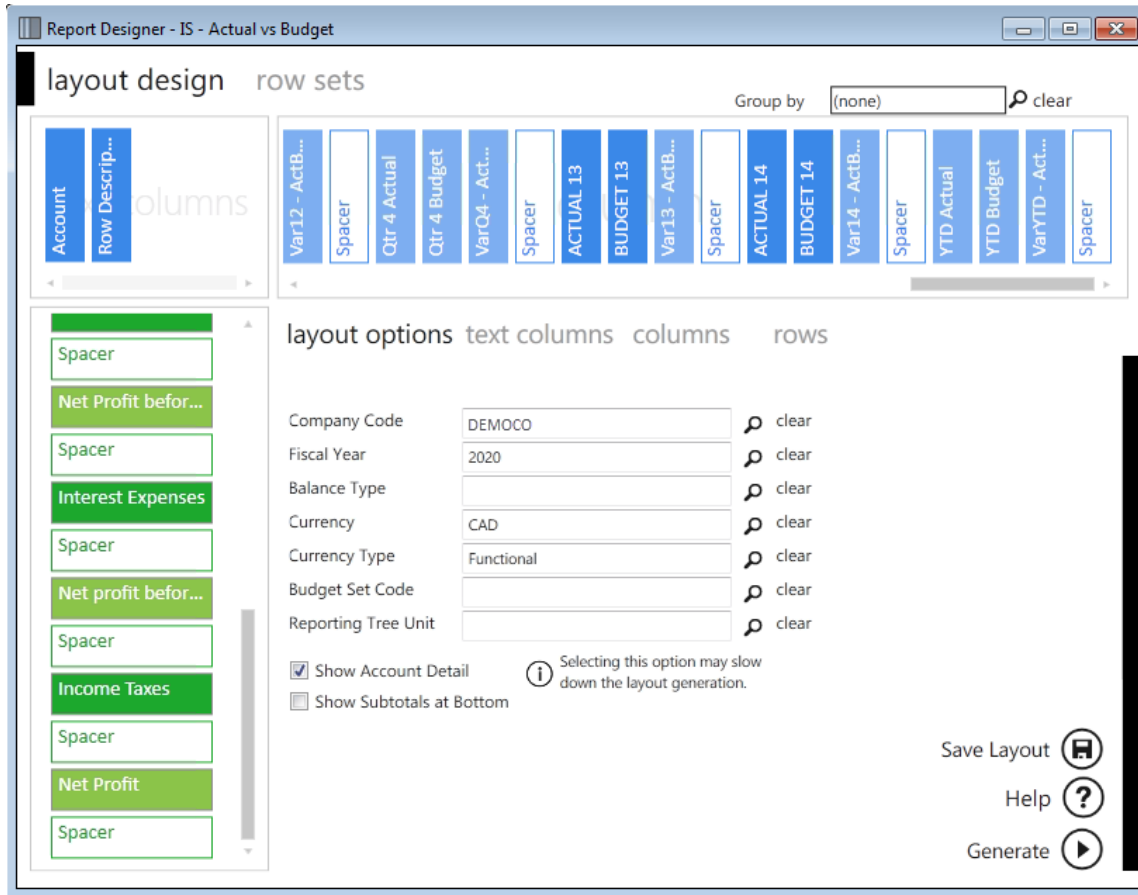 Report Designer - IS - Actual vs Budget
layout design row sets
Group by (none) clear
Account
Row Descrip...
columns
Var12 - ActB...
Spacer
Qtr 4 Actual
Qtr 4 Budget
VarQ4 - Act...
Spacer
ACTUAL 13
BUDGET 13
Var13 - ActB...
Spacer
ACTUAL 14
BUDGET 14
Var14 - ActB...
Spacer
YTD Actual
YTD Budget
VarYTD - Act...
Spacer
Spacer
Net Profit befor...
Spacer
Interest Expenses
Spacer
Net profit befor...
Spacer
Income Taxes
Spacer
Net Profit
Spacer
layout options text columns columns rows
Company Code DEMOCO clear
Fiscal Year 2020 clear
Balance Type clear
Currency CAD clear
Currency Type Functional clear
Budget Set Code clear
Reporting Tree Unit clear
Show Account Detail
Selecting this option may slow
down the layout generation.
Show Subtotals at Bottom
Save Layout
Help
Generate